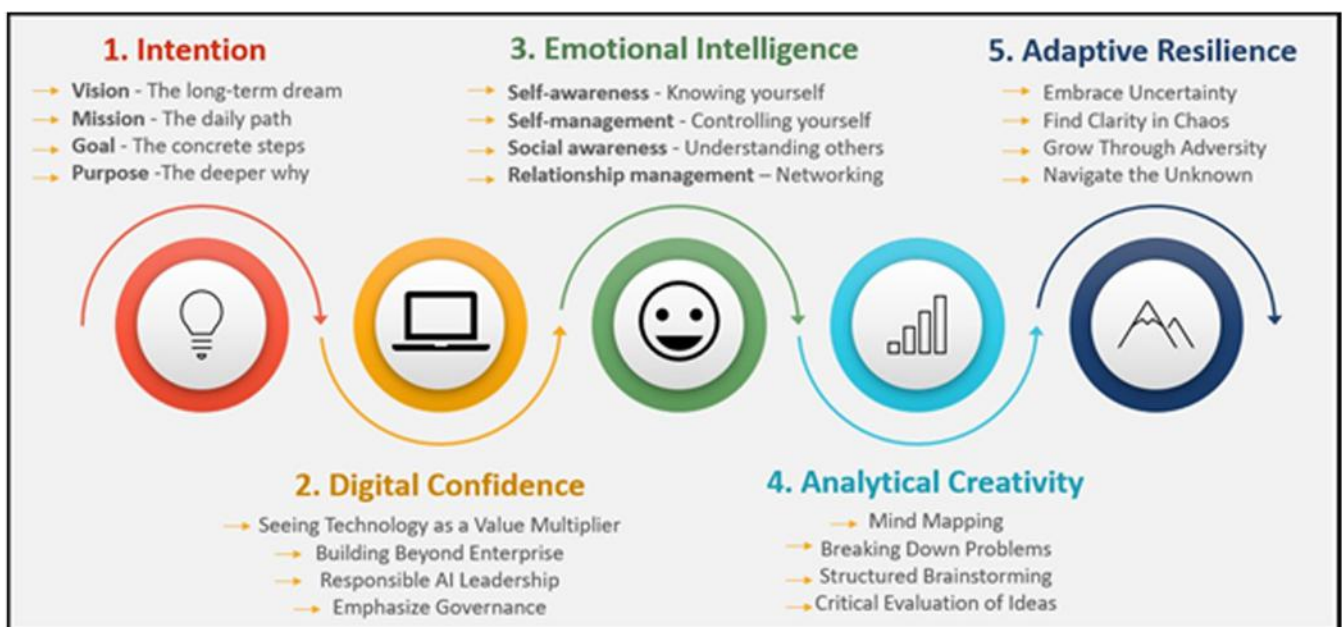 1. Intention
Vision - The long-term dream
Mission - The daily path
Goal - The concrete steps
Purpose -The deeper why
3. Emotional Intelligence
Self-awareness - Knowing yourself
Self-management - Controlling yourself
Social awareness - Understanding others
Relationship management – Networking
5. Adaptive Resilience
Embrace Uncertainty
Find Clarity in Chaos
Grow Through Adversity
Navigate the Unknown
2. Digital Confidence
Seeing Technology as a Value Multiplier
Building Beyond Enterprise
Responsible AI Leadership
Emphasize Governance
4. Analytical Creativity
Mind Mapping
Breaking Down Problems
Structured Brainstorming
Critical Evaluation of Ideas